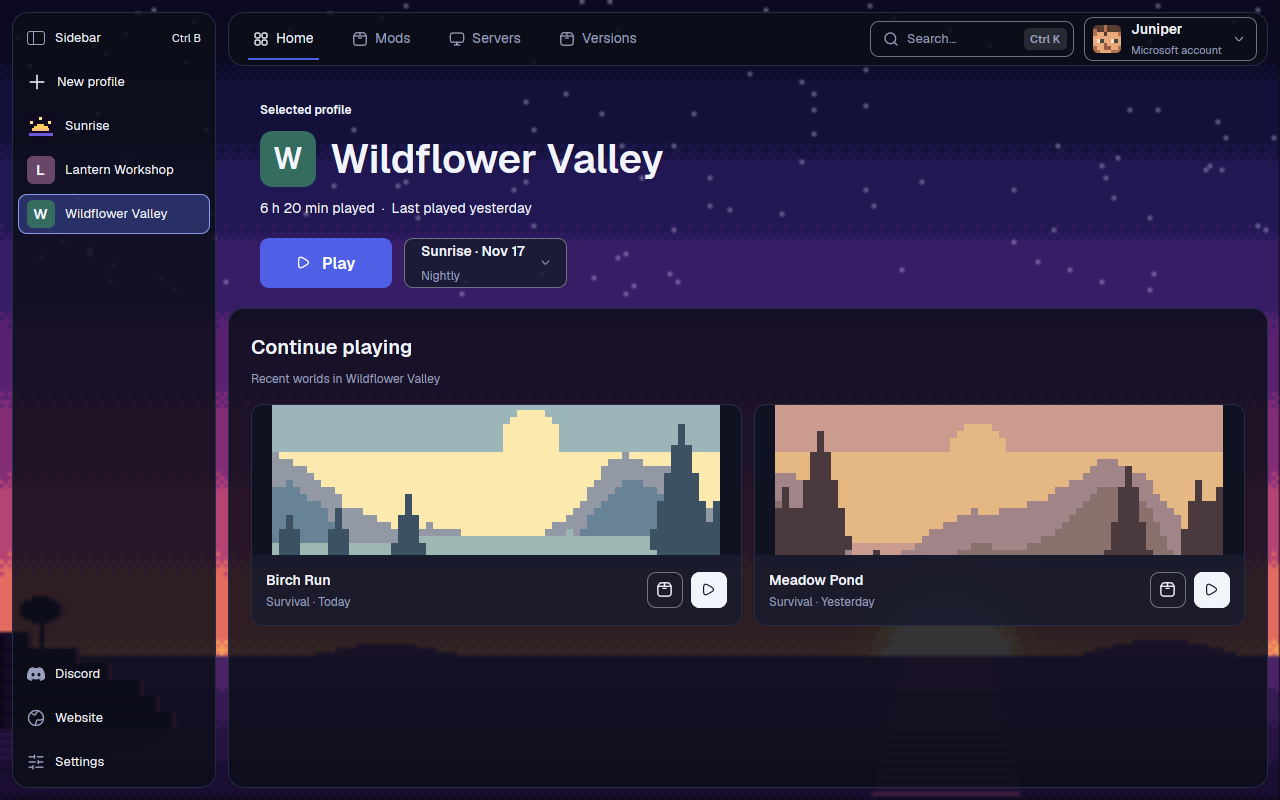 Sidebar
Ctrl B
New profile
Sunrise
L
Lantern Workshop
W
Wildflower Valley
Discord
Website
Settings
Home
Mods
Servers
Versions
Search...
Ctrl K
Juniper
Microsoft account
Selected profile
W
Wildflower Valley
6 h 20 min played · Last played yesterday
Play
Sunrise · Nov 17
Nightly
Continue playing
Recent worlds in Wildflower Valley
Birch Run
Survival · Today
Meadow Pond
Survival · Yesterday